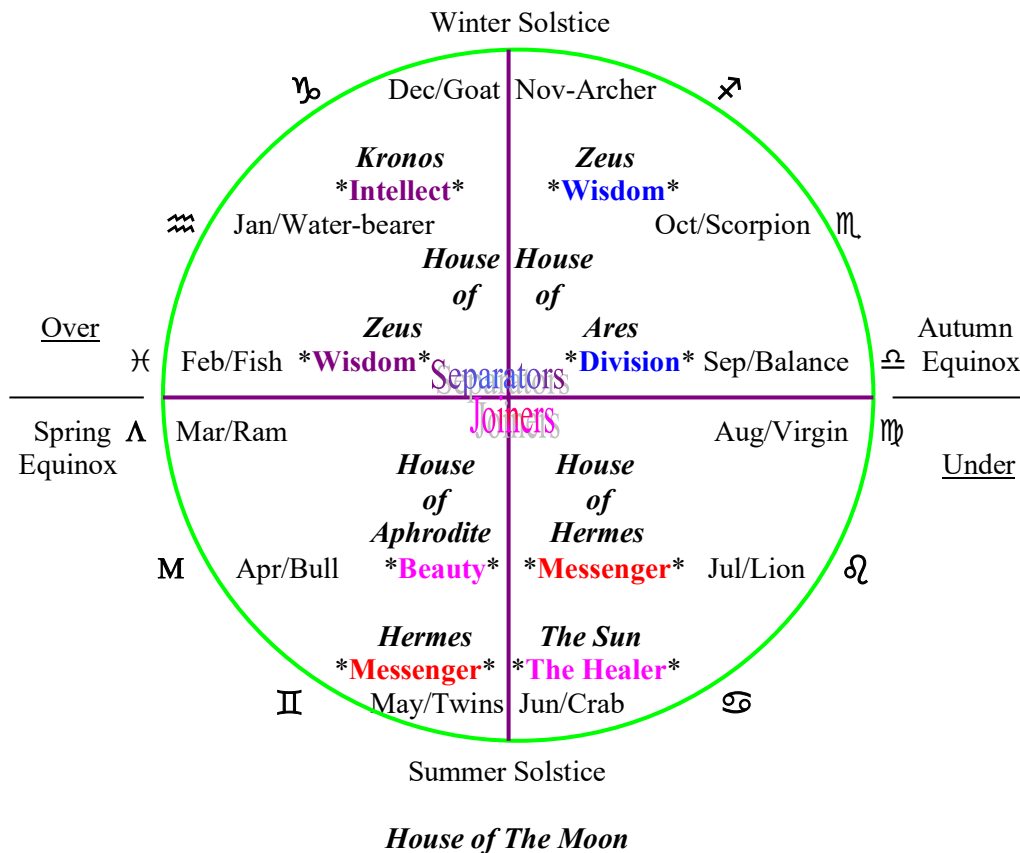 Winter Solstice
♑ Dec/Goat Nov-Archer ♐
Kronos Zeus
*Intellect* *Wisdom*
♒ Jan/Water-bearer Oct/Scorpion ♏
House House
of of
Over Zeus Ares Autumn
♓ Feb/Fish *Wisdom* *Division* Sep/Balance ♎ Equinox
Separators
Joiners
Spring Λ Mar/Ram Aug/Virgin ♍
Equinox House House Under
of of
Aphrodite Hermes
M Apr/Bull *Beauty* *Messenger* Jul/Lion ♌
Hermes The Sun
*Messenger* *The Healer*
♊ May/Twins Jun/Crab ♋
Summer Solstice
House of The Moon